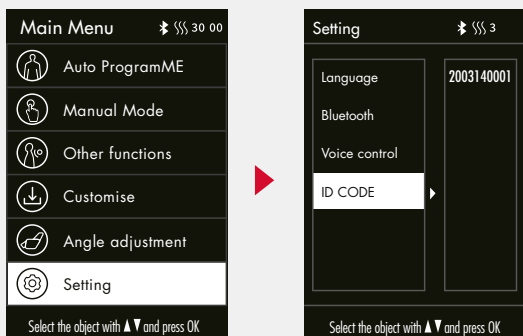 Main Menu 30 00
Auto ProgramME
Manual Mode
Other functions
Customise
Angle adjustment
Setting
Select the object with ▲▼ and press OK
Setting 3
Language
Bluetooth
Voice control
ID CODE
2003140001
Select the object with ▲▼ and press OK